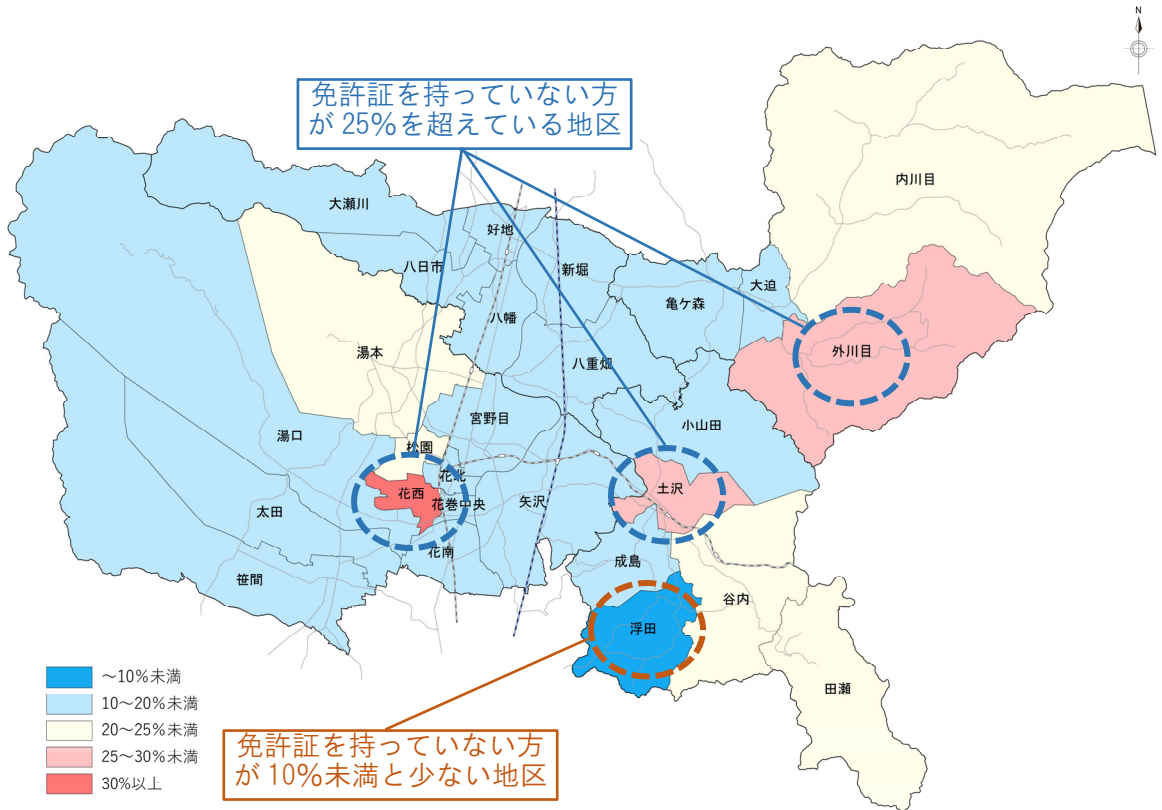 N
免許証を持っていない方
が 25%を超えている地区
内川目
大瀬川
好地
八日市
新堀
大迫
亀ケ森
八幡
湯本
外川目
八重畑
宮野目
小山田
湯口
松園
花北
花西
土沢
花巻中央
矢沢
太田
花南
成島
笹間
谷内
浮田
田瀬
～10%未満
10～20%未満
20～25%未満
25～30%未満
30%以上
免許証を持っていない方
が 10%未満と少ない地区